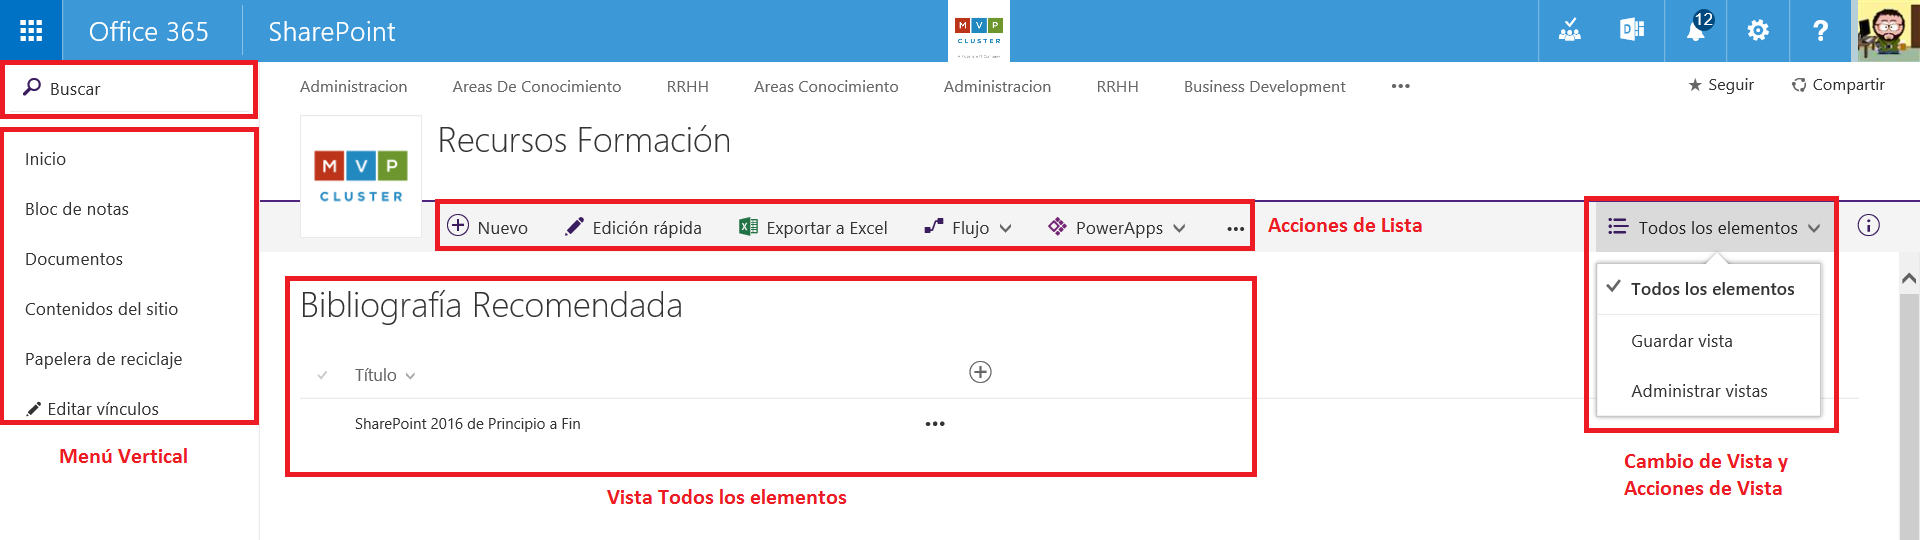 Office 365
SharePoint
MVP
CLUSTER
12
?
Buscar
Administracion
Areas De Conocimiento
RRHH
Areas Conocimiento
Administracion
RRHH
Business Development
•••
Seguir
Compartir
MVP
CLUSTER
Recursos Formación
Inicio
Bloc de notas
Documentos
Contenidos del sitio
Papelera de reciclaje
Editar vínculos
Menú Vertical
Nuevo
Edición rápida
Exportar a Excel
Flujo
PowerApps
•••
Acciones de Lista
Todos los elementos
Todos los elementos
Guardar vista
Administrar vistas
Cambio de Vista y
Acciones de Vista
Bibliografía Recomendada
Título
SharePoint 2016 de Principio a Fin
•••
Vista Todos los elementos